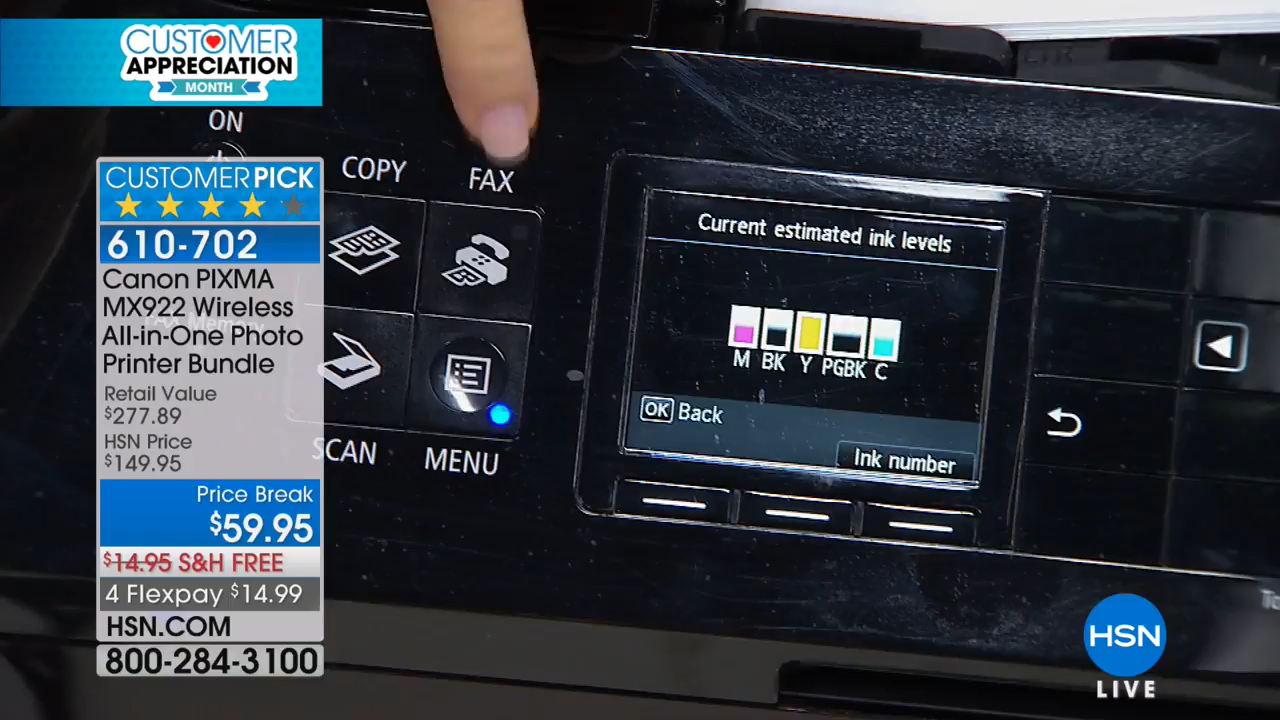 CUSTOMER
APPRECIATION
MONTH
ON
COPY
FAX
CUSTOMER PICK
610-702
Canon PIXMA
MX922 Wireless
All-in-One Photo
Printer Bundle
Retail Value
$277.89
HSN Price
$149.95
Price Break
$59.95
$14.95 S&H FREE
4 Flexpay $14.99
HSN.COM
800-284-3100
SCAN
MENU
Current estimated ink levels
M BK Y PGBK C
OK Back
Ink number
HSN
LIVE